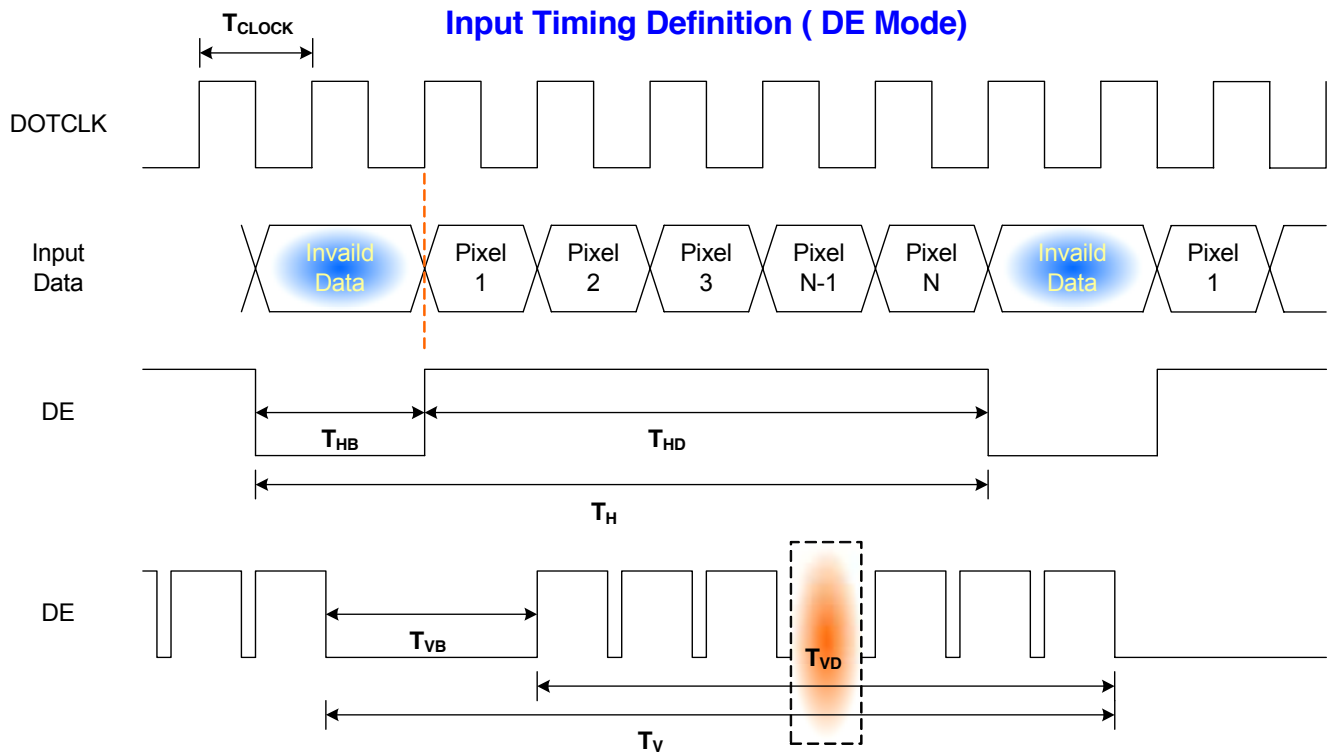 Input Timing Definition ( DE Mode)
TCLOCK
DOTCLK
Input
Data
Invaild
Data
Pixel
1
Pixel
2
Pixel
3
Pixel
N-1
Pixel
N
Invaild
Data
Pixel
1
DE
THB
THD
TH
DE
TVB
TVD
TV